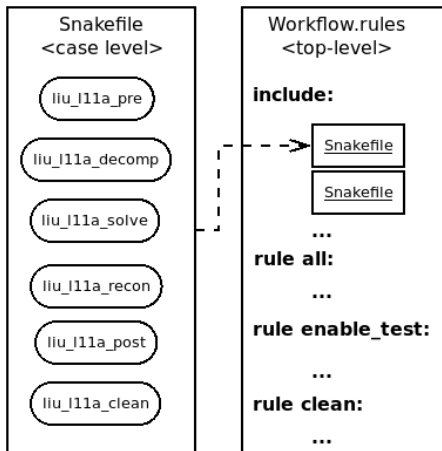 Snakefile
<case level>
liu_l11a_pre
liu_l11a_decomp
liu_l11a_solve
liu_l11a_recon
liu_l11a_post
liu_l11a_clean
Workflow.rules
<top-level>
include:
Snakefile
Snakefile
...
rule all:
...
rule enable_test:
...
rule clean:
...